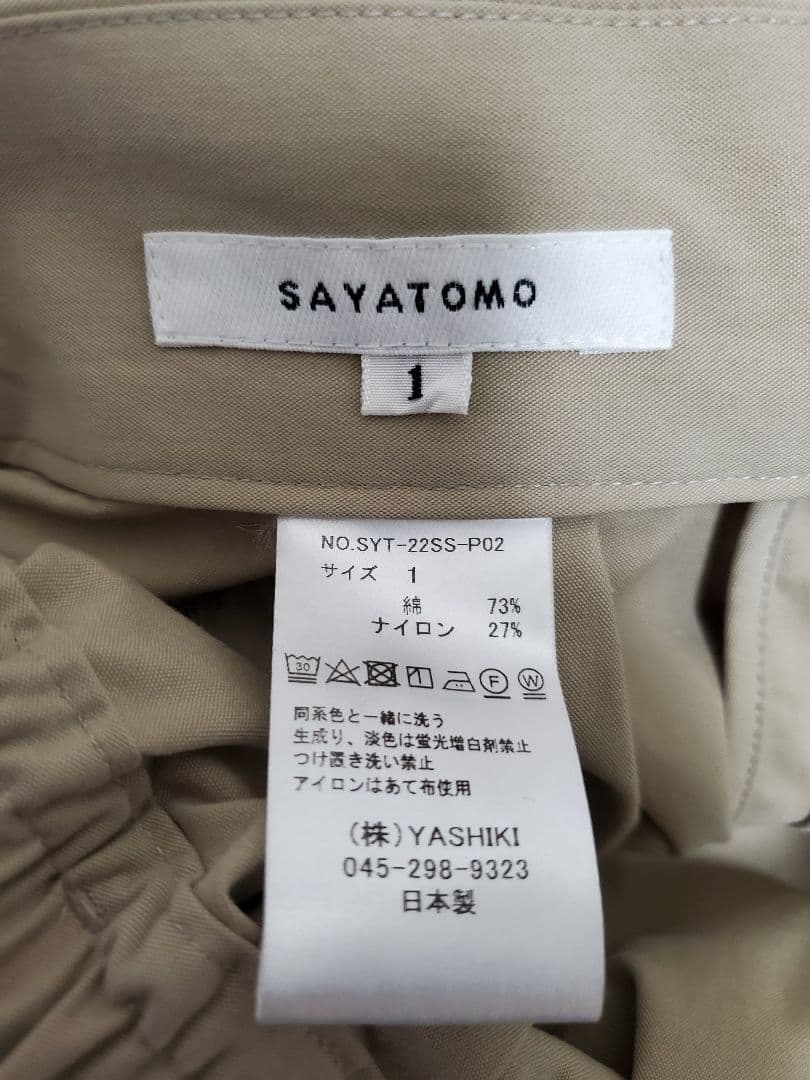 SAYATOMO
1
NO.SYT-22SS-P02
サイズ 1
綿 73%
ナイロン 27%
30 1 F W
同系色と一緒に洗う
生成り、淡色は蛍光増白剤禁止
つけ置き洗い禁止
アイロンはあて布使用
(株)YASHIKI
045-298-9323
日本製